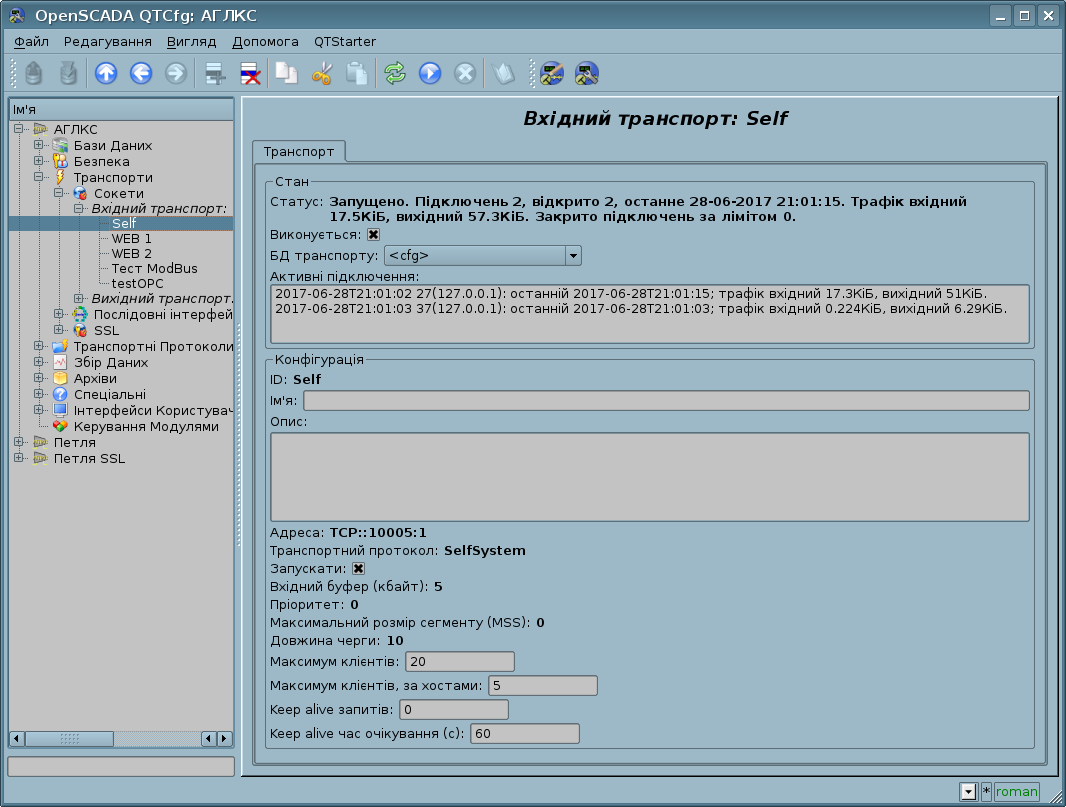 OpenSCADA QTCfg: АГЛКС
Файл Редагування Вигляд Допомога QTStarter
Ім'я
АГЛКС
Бази Даних
Безпека
Транспорти
Сокети
Вхідний транспорт:
Self
WEB 1
WEB 2
Тест ModBus
testOPC
Вихідний транспорт.
Послідовні інтерфей
SSL
Транспортні Протоколи
Збір Даних
Архіви
Спеціальні
Інтерфейси Користувач
Керування Модулями
Петля
Петля SSL
Вхідний транспорт: Self
Транспорт
Стан
Статус: Запущено. Підключень 2, відкрито 2, останне 28-06-2017 21:01:15. Трафік вхідний
17.5КіБ, вихідний 57.3КіБ. Закрито підключень за лімітом 0.
Виконується:
БД транспорту: <cfg>
Активні підключення:
2017-06-28T21:01:02 27(127.0.0.1): останній 2017-06-28T21:01:15; трафік вхідний 17.3КіБ, вихідний 51КіБ.
2017-06-28T21:01:03 37(127.0.0.1): останній 2017-06-28T21:01:03; трафік вхідний 0.224КіБ, вихідний 6.29КіБ.
Конфігурація
ID: Self
Ім'я:
Опис:
Адреса: TCP::10005:1
Транспортний протокол: SelfSystem
Запускати:
Вхідний буфер (кбайт): 5
Пріоритет: 0
Максимальний розмір сегменту (MSS): 0
Довжина черги: 10
Максимум клієнтів: 20
Максимум клієнтів, за хостами: 5
Keep alive запитів: 0
Keep alive час очікування (с): 60
* roman